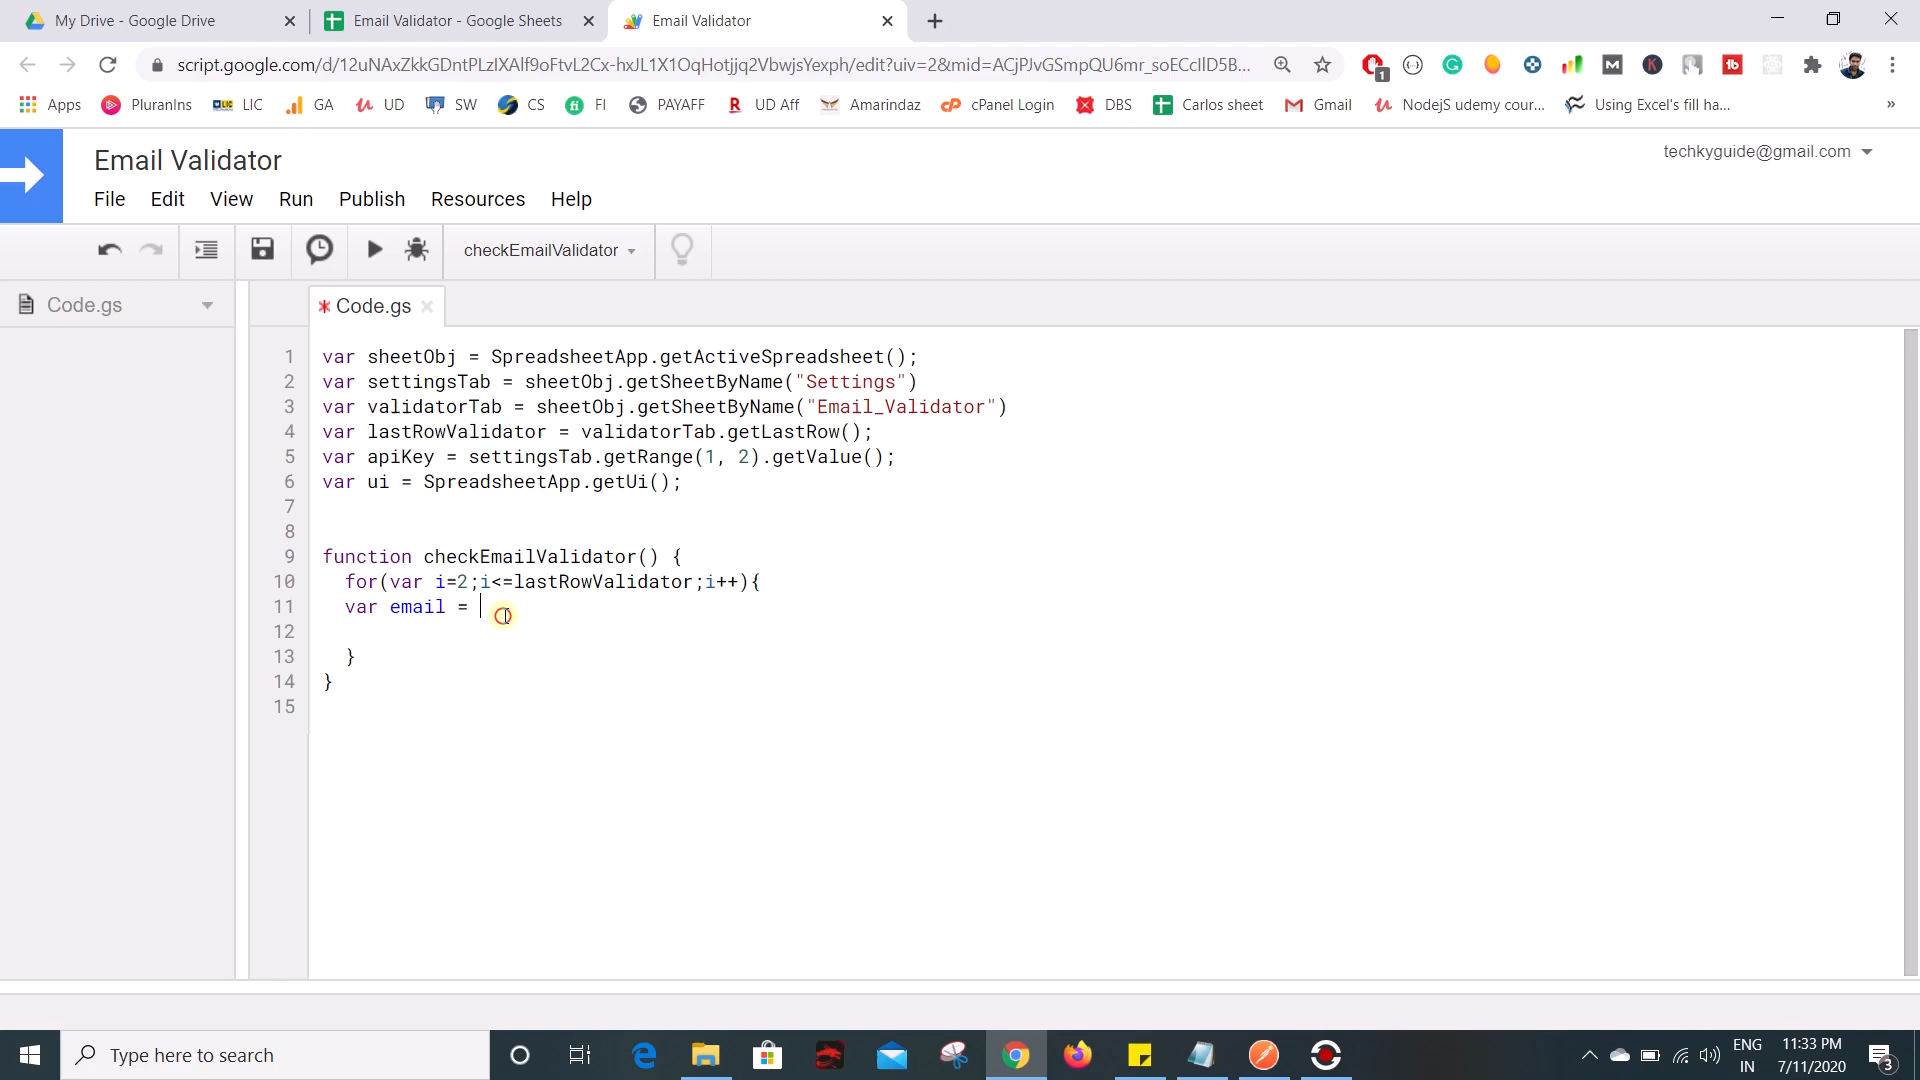 My Drive - Google Drive
Email Validator - Google Sheets
Email Validator
script.google.com/d/12uNAxZkkGDntPLzIXAlf9oFtvL2Cx-hxJL1X1OqHotjjq2VbwjsYexph/edit?uiv=2&mid=ACjPJvGSmpQU6mr_soECcIlD5B...
1
Apps
PluranIns
LIC
GA
UD
SW
CS
FI
PAYAFF
UD Aff
Amarindaz
cPanel Login
DBS
Carlos sheet
Gmail
NodejS udemy cour...
Using Excel's fill ha...
»
Email Validator
techkyguide@gmail.com
File Edit View Run Publish Resources Help
checkEmailValidator
Code.gs
* Code.gs
1 var sheetObj = SpreadsheetApp.getActiveSpreadsheet();
2 var settingsTab = sheetObj.getSheetByName("Settings")
3 var validatorTab = sheetObj.getSheetByName("Email_Validator")
4 var lastRowValidator = validatorTab.getLastRow();
5 var apiKey = settingsTab.getRange(1, 2).getValue();
6 var ui = SpreadsheetApp.getUi();
7
8
9 function checkEmailValidator() {
10 for(var i=2;i<=lastRowValidator;i++){
11 var email =
12
13 }
14 }
15
Type here to search
ENG
IN
11:33 PM
7/11/2020
3